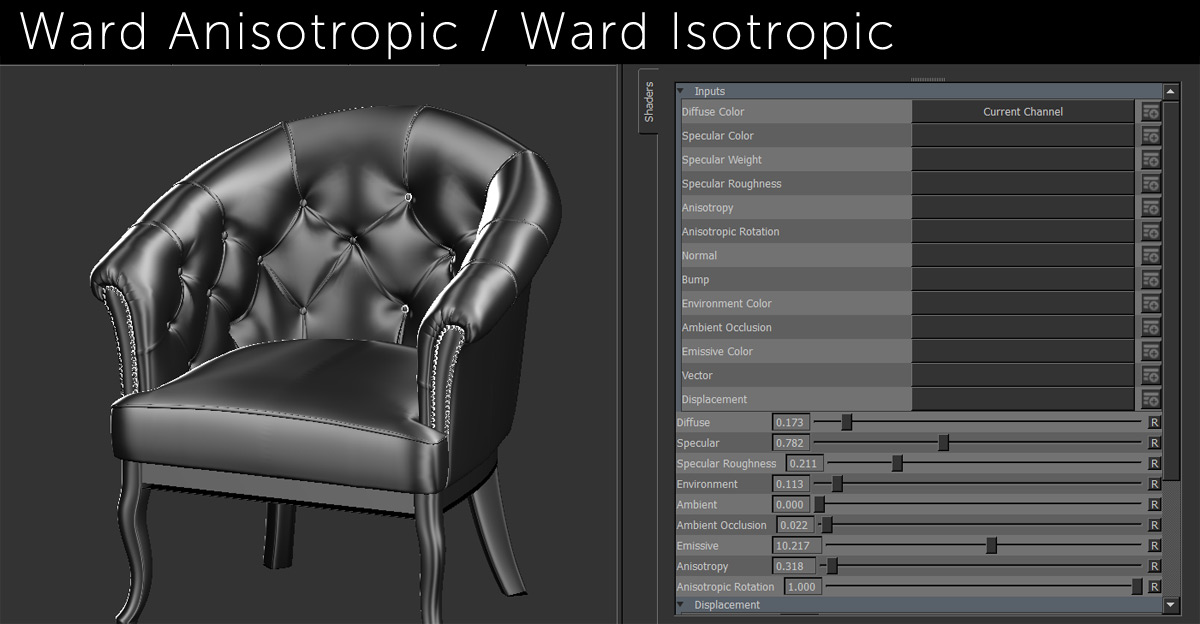 Ward Anisotropic / Ward Isotropic
Shaders
Inputs
Diffuse Color Current Channel
Specular Color
Specular Weight
Specular Roughness
Anisotropy
Anisotropic Rotation
Normal
Bump
Environment Color
Ambient Occlusion
Emissive Color
Vector
Displacement
Diffuse 0.173 R
Specular 0.782 R
Specular Roughness 0.211 R
Environment 0.113 R
Ambient 0.000 R
Ambient Occlusion 0.022 R
Emissive 10.217 R
Anisotropy 0.318 R
Anisotropic Rotation 1.000 R
Displacement